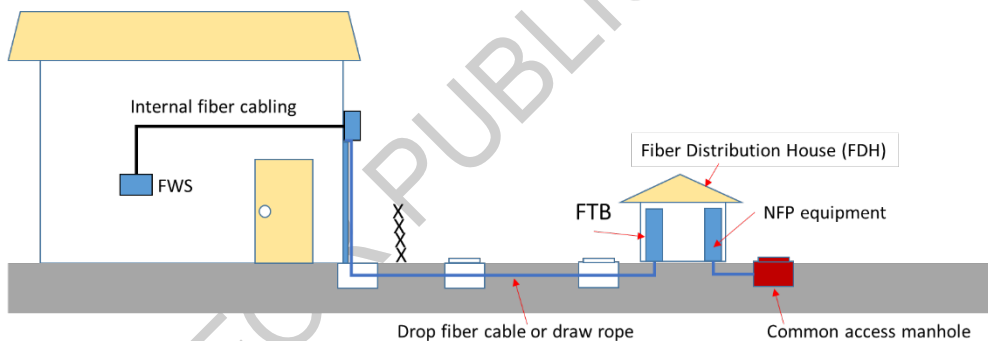 Internal fiber cabling
Fiber Distribution House (FDH)
FWS
FTB
NFP equipment
Drop fiber cable or draw rope
Common access manhole